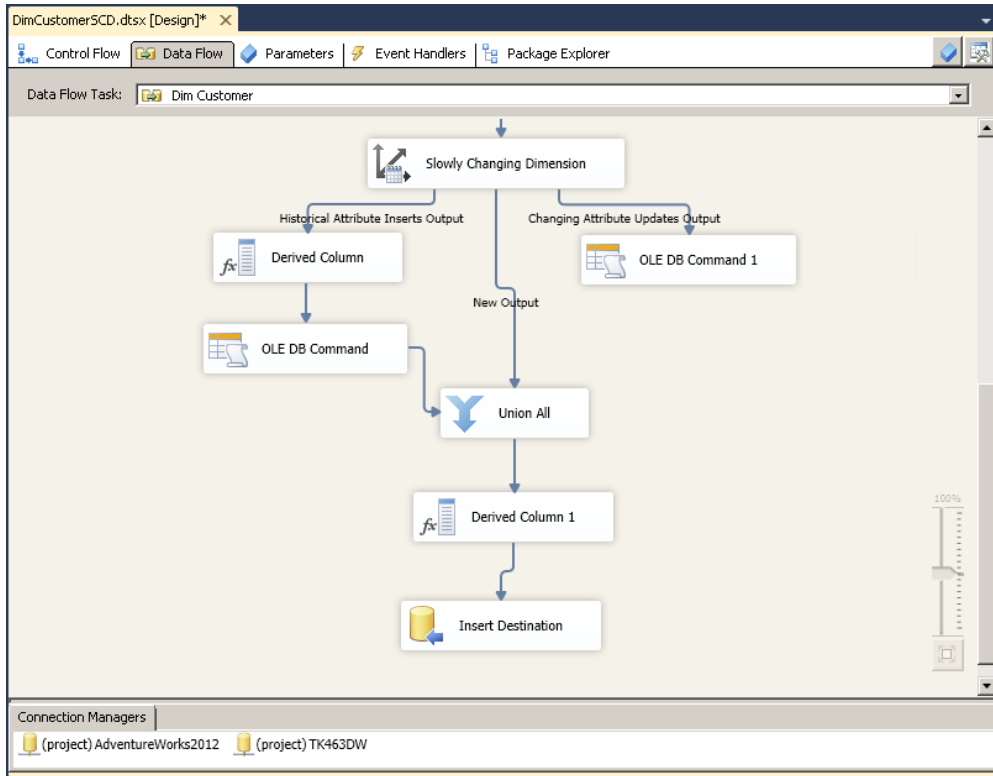 DimCustomerSCD.dtsx [Design]*
Control Flow Data Flow Parameters Event Handlers Package Explorer
Data Flow Task: Dim Customer
Slowly Changing Dimension
Historical Attribute Inserts Output Changing Attribute Updates Output
fx Derived Column OLE DB Command 1
New Output
OLE DB Command
Union All
100%
fx Derived Column 1
Insert Destination
Connection Managers
(project) AdventureWorks2012 (project) TK463DW